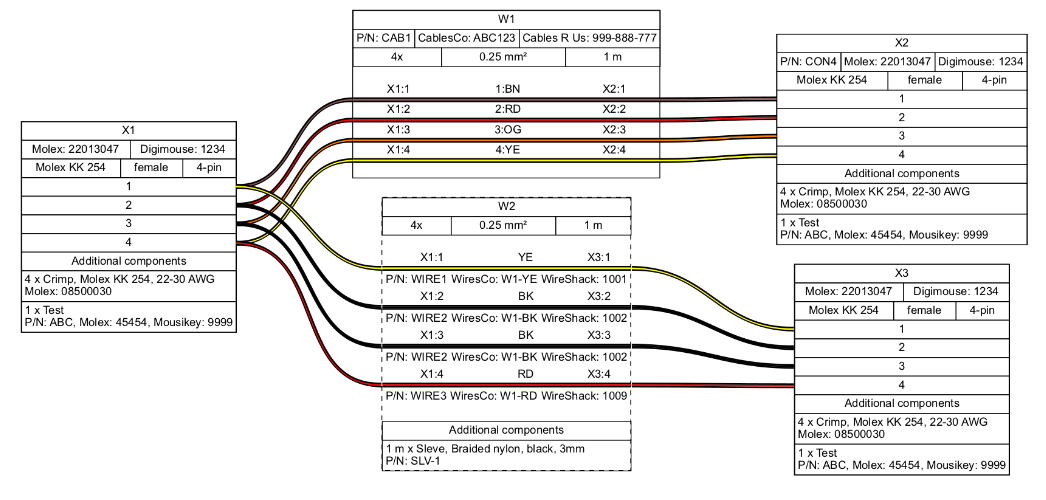 W1
P/N: CAB1 CablesCo: ABC123 Cables R Us: 999-888-777
4x 0.25 mm² 1 m
X1:1 1:BN X2:1
X1:2 2:RD X2:2
X1:3 3:OG X2:3
X1:4 4:YE X2:4
X2
P/N: CON4 Molex: 22013047 Digimouse: 1234
Molex KK 254 female 4-pin
1
2
3
4
Additional components
4 x Crimp, Molex KK 254, 22-30 AWG
Molex: 08500030
1 x Test
P/N: ABC, Molex: 45454, Mousikey: 9999
X1
Molex: 22013047 Digimouse: 1234
Molex KK 254 female 4-pin
1
2
3
4
Additional components
4 x Crimp, Molex KK 254, 22-30 AWG
Molex: 08500030
1 x Test
P/N: ABC, Molex: 45454, Mousikey: 9999
W2
4x 0.25 mm² 1 m
X1:1 YE X3:1
P/N: WIRE1 WiresCo: W1-YE WireShack: 1001
X1:2 BK X3:2
P/N: WIRE2 WiresCo: W1-BK WireShack: 1002
X1:3 BK X3:3
P/N: WIRE2 WiresCo: W1-BK WireShack: 1002
X1:4 RD X3:4
P/N: WIRE3 WiresCo: W1-RD WireShack: 1009
Additional components
1 m x Sleve, Braided nylon, black, 3mm
P/N: SLV-1
X3
Molex: 22013047 Digimouse: 1234
Molex KK 254 female 4-pin
1
2
3
4
Additional components
4 x Crimp, Molex KK 254, 22-30 AWG
Molex: 08500030
1 x Test
P/N: ABC, Molex: 45454, Mousikey: 9999